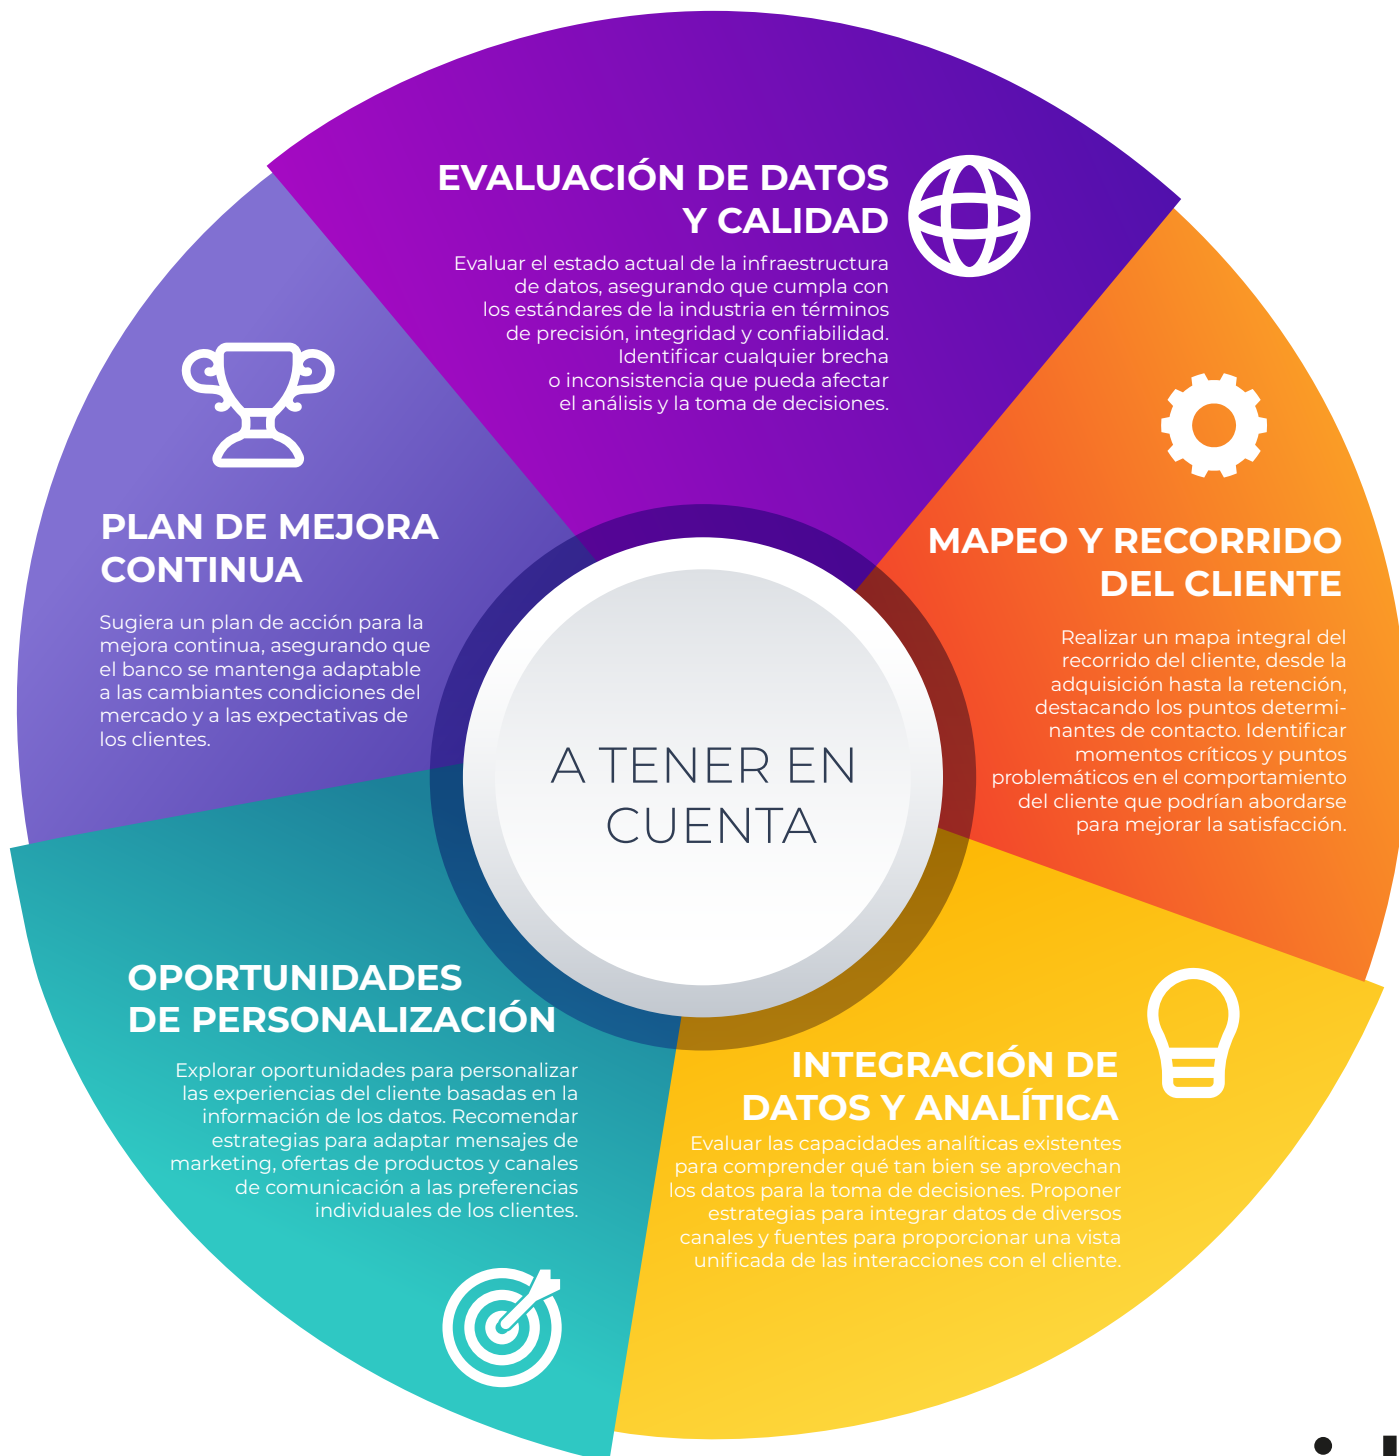 EVALUACIÓN DE DATOS
Y CALIDAD
Evaluar el estado actual de la infraestructura
de datos, asegurando que cumpla con
los estándares de la industria en términos
de precisión, integridad y confiabilidad.
Identificar cualquier brecha
o inconsistencia que pueda afectar
el análisis y la toma de decisiones.
MAPEO Y RECORRIDO
DEL CLIENTE
Realizar un mapa integral del
recorrido del cliente, desde la
adquisición hasta la retención,
destacando los puntos determi-
nantes de contacto. Identificar
momentos críticos y puntos
problemáticos en el comportamiento
del cliente que podrían abordarse
para mejorar la satisfacción.
INTEGRACIÓN DE
DATOS Y ANALÍTICA
Evaluar las capacidades analíticas existentes
para comprender qué tan bien se aprovechan
los datos para la toma de decisiones. Proponer
estrategias para integrar datos de diversos
canales y fuentes para proporcionar una vista
unificada de las interacciones con el cliente.
OPORTUNIDADES
DE PERSONALIZACIÓN
Explorar oportunidades para personalizar
las experiencias del cliente basadas en la
información de los datos. Recomendar
estrategias para adaptar mensajes de
marketing, ofertas de productos y canales
de comunicación a las preferencias
individuales de los clientes.
PLAN DE MEJORA
CONTINUA
Sugiera un plan de acción para la
mejora continua, asegurando que
el banco se mantenga adaptable
a las cambiantes condiciones del
mercado y a las expectativas de
los clientes.
A TENER EN
CUENTA